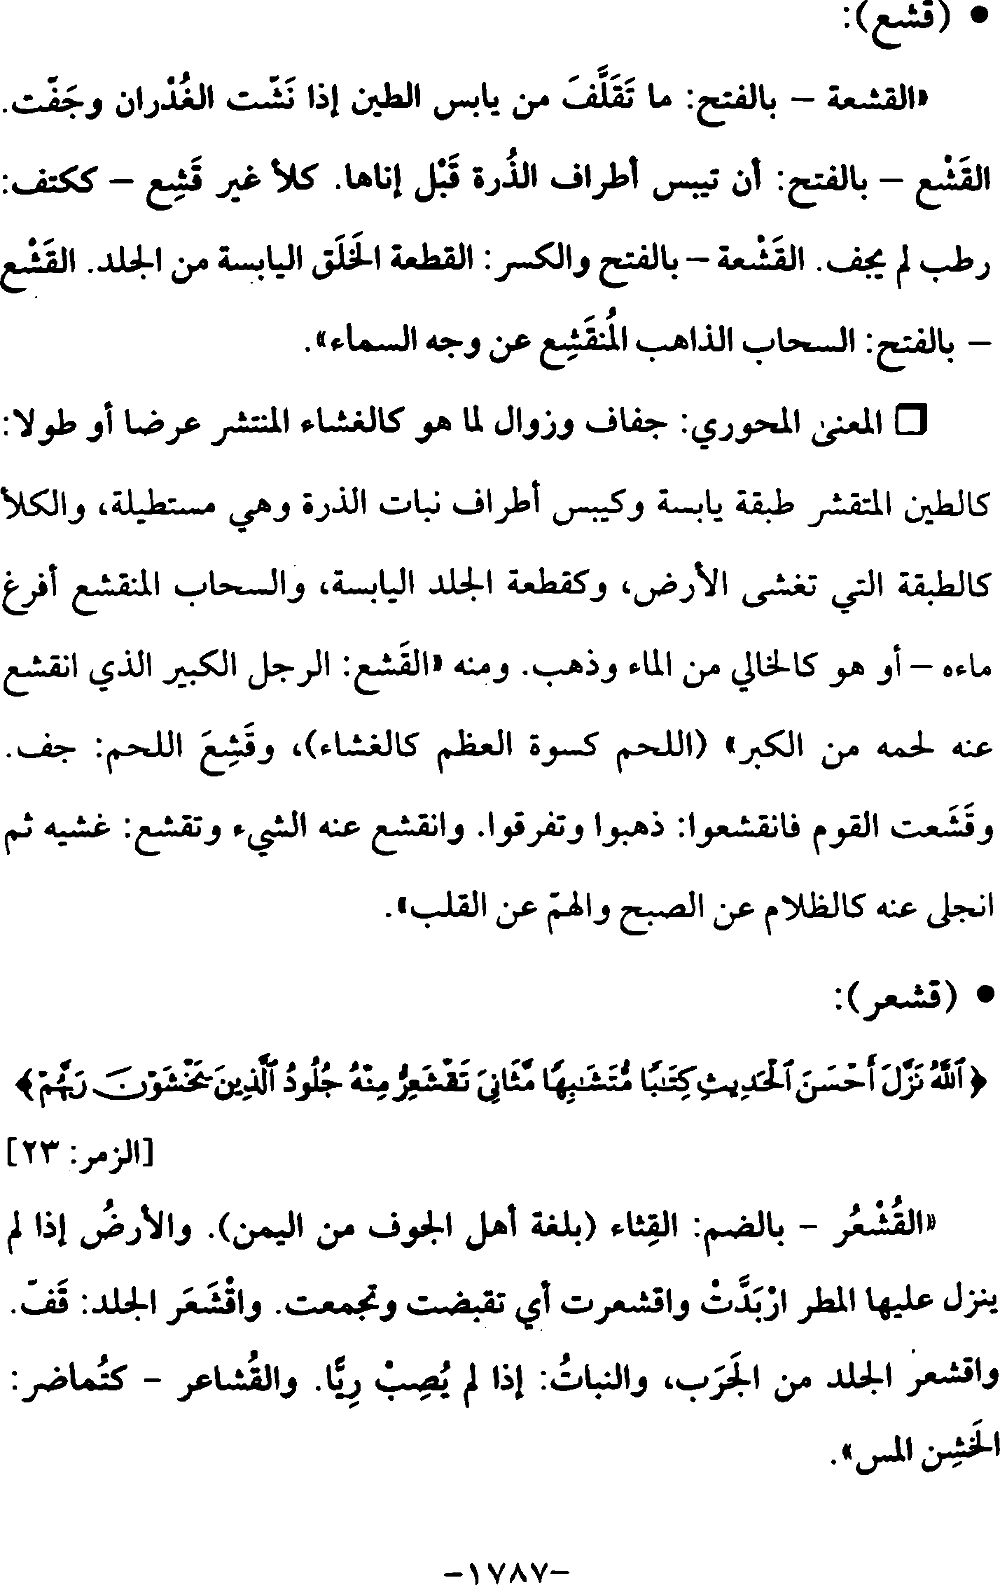 • (قشع):
«القشعة – بالفتح: ما تَقَلَّفَ من يابس الطين إذا نَشّت الغُدْران وجَفّت.
القَشْع – بالفتح: أن تيبس أطراف الذُرة قَبْل إناها. كلأ غير قَشِع – ككتف:
رطب لم يجف. القَشْعة – بالفتح والكسر: القطعة الخَلَق اليابسة من الجلد. القَشْع
– بالفتح: السحاب الذاهب المُنقَشِع عن وجه السماء».
❒ المعنى المحوري: جفاف وزوال لما هو كالغشاء المنتشر عرضا أو طولا:
كالطين المتقشر طبقة يابسة وكيبس أطراف نبات الذرة وهي مستطيلة، والكلأ
كالطبقة التي تغشى الأرض، وكقطعة الجلد اليابسة، والسحاب المنقشع أفرغ
ماءه – أو هو كالخالي من الماء وذهب. ومنه «القَشع: الرجل الكبير الذي انقشع
عنه لحمه من الكبر» (اللحم كسوة العظم كالغشاء)، وقَشِعَ اللحم: جف.
وقَشَعت القوم فانقشعوا: ذهبوا وتفرقوا. وانقشع عنه الشيء وتقشع: غشيه ثم
انجلى عنه كالظلام عن الصبح والهمّ عن القلب».
• (قشعر):
﴿ٱللَّهُ نَزَّلَ أَحْسَنَ ٱلْحَدِيثِ كِتَٰبًا مُّتَشَٰبِهًا مَّثَانِىَ تَقْشَعِرُّ مِنْهُ جُلُودُ ٱلَّذِينَ يَخْشَوْنَ رَبَّهُمْ﴾
[الزمر: ٢٣]
«القُشْعُر – بالضم: القِثاء (بلغة أهل الجوف من اليمن). والأرضُ إذا لم
ينزل عليها المطر ارْبَدَّتْ واقشعرت أي تقبضت وتجمعت. واقْشَعَر الجلد: قَفّ.
واقشعر الجلد من الجَرَب، والنباتُ: إذا لم يُصِبْ رِيًّا. والقُشاعر – كتُماضر:
الخَشِن المس».
-١٧٨٧-